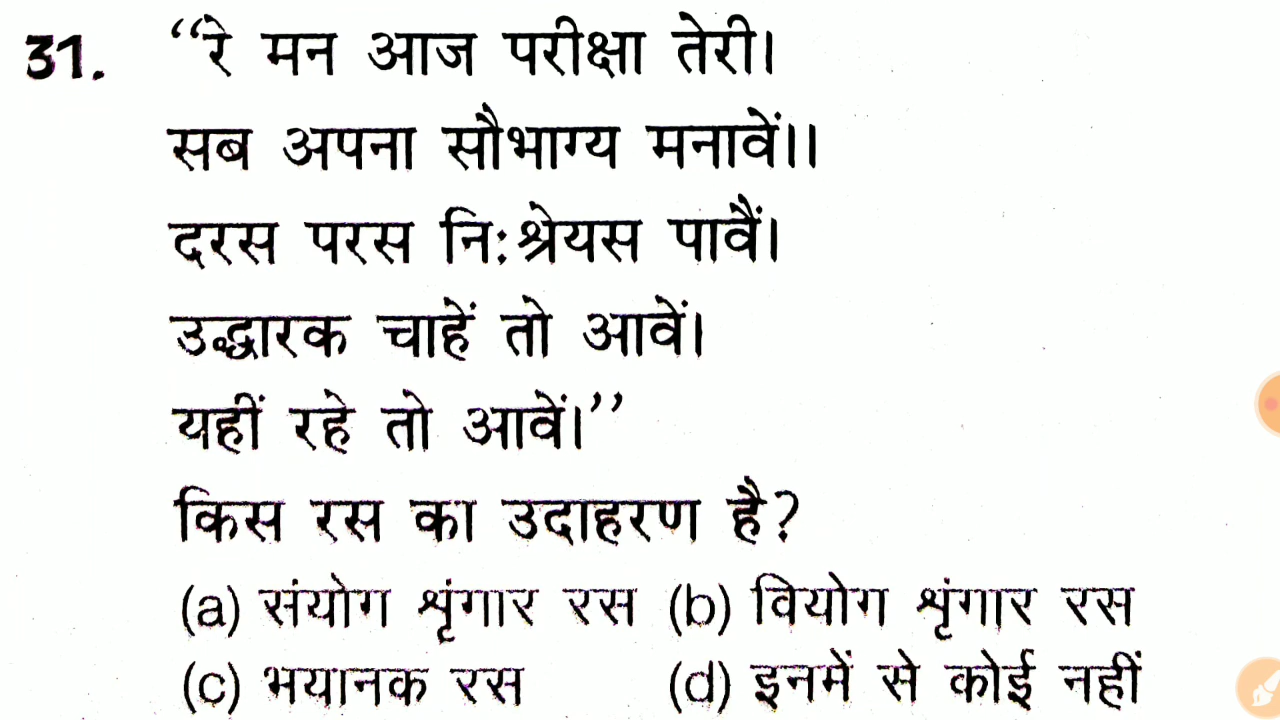 31. “रे मन आज परीक्षा तेरी।
सब अपना सौभाग्य मनावें।।
दरस परस नि:श्रेयस पावैं।
उद्धारक चाहें तो आवें।
यहीं रहे तो आवें।”
किस रस का उदाहरण है?
(a) संयोग शृंगार रस (b) वियोग शृंगार रस
(c) भयानक रस (d) इनमें से कोई नहीं